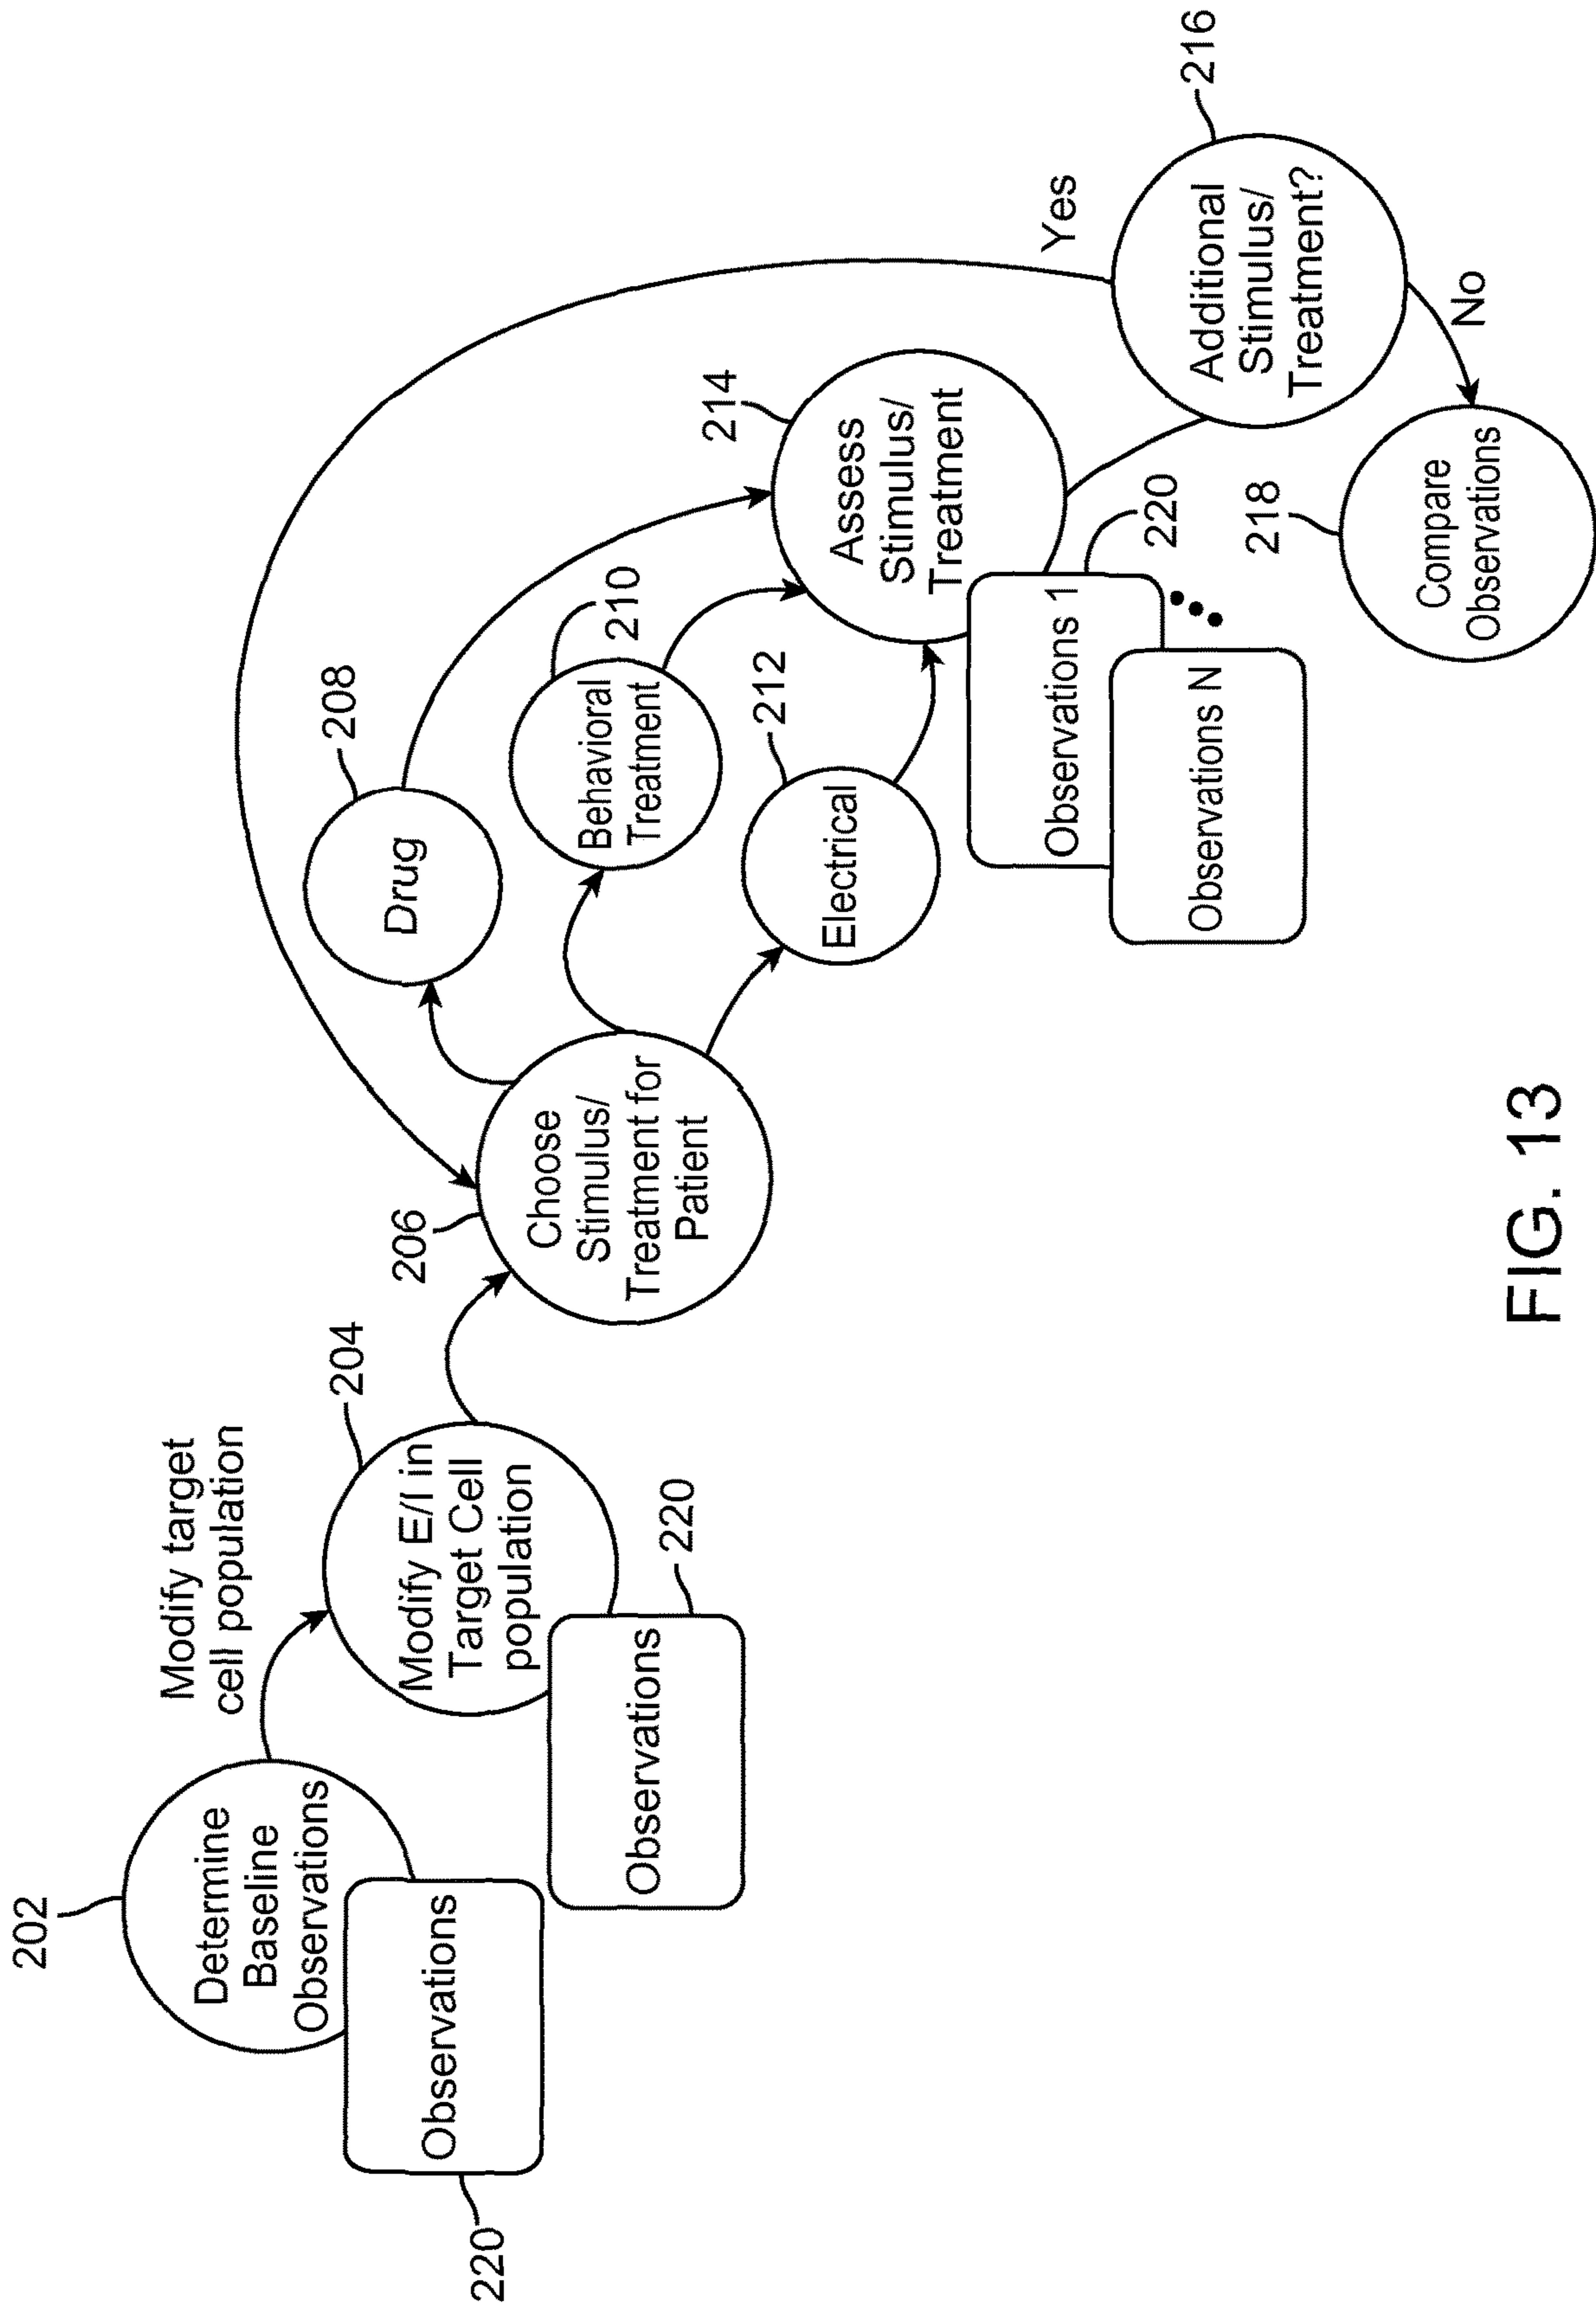 202
Determine
Baseline
Observations
Observations
220
Modify target
cell population
204
Modify E/I in
Target Cell
population
Observations
220
206
Choose
Stimulus/
Treatment for
Patient
208
Drug
210
Behavioral
Treatment
212
Electrical
214
Assess
Stimulus/
Treatment
Observations 1
220
Observations N
Yes
216
Additional
Stimulus/
Treatment?
No
218
Compare
Observations
FIG. 13